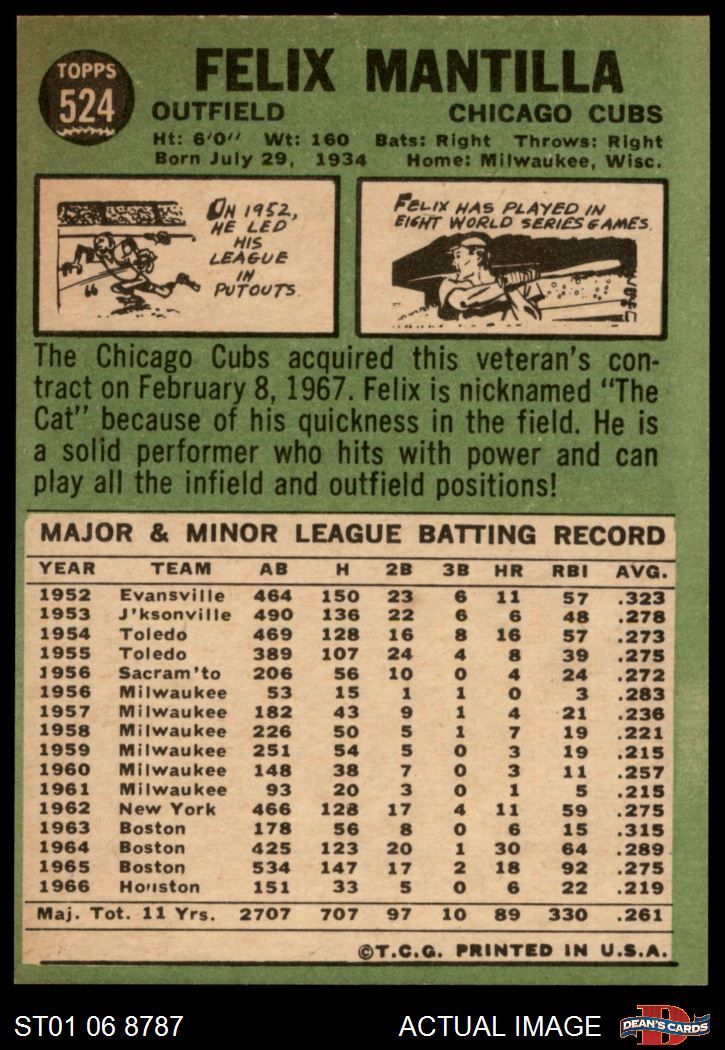 TOPPS
524
FELIX MANTILLA
OUTFIELD CHICAGO CUBS
Ht: 6'0" Wt: 160 Bats: Right Throws: Right
Born July 29, 1934 Home: Milwaukee, Wisc.
ON 1952,
HE LED
HIS
LEAGUE
IN
PUTOUTS.
FELIX HAS PLAYED IN
EIGHT WORLD SERIES GAMES.
The Chicago Cubs acquired this veteran's con-
tract on February 8, 1967. Felix is nicknamed "The
Cat" because of his quickness in the field. He is
a solid performer who hits with power and can
play all the infield and outfield positions!
MAJOR & MINOR LEAGUE BATTING RECORD
YEAR TEAM AB H 2B 3B HR RBI AVG.
1952 Evansville 464 150 23 6 11 57 .323
1953 J'ksonville 490 136 22 6 6 48 .278
1954 Toledo 469 128 16 8 16 57 .273
1955 Toledo 389 107 24 4 8 39 .275
1956 Sacram'to 206 56 10 0 4 24 .272
1956 Milwaukee 53 15 1 1 0 3 .283
1957 Milwaukee 182 43 9 1 4 21 .236
1958 Milwaukee 226 50 5 1 7 19 .221
1959 Milwaukee 251 54 5 0 3 19 .215
1960 Milwaukee 148 38 7 0 3 11 .257
1961 Milwaukee 93 20 3 0 1 5 .215
1962 New York 466 128 17 4 11 59 .275
1963 Boston 178 56 8 0 6 15 .315
1964 Boston 425 123 20 1 30 64 .289
1965 Boston 534 147 17 2 18 92 .275
1966 Houston 151 33 5 0 6 22 .219
Maj. Tot. 11 Yrs. 2707 707 97 10 89 330 .261
©T.C.G. PRINTED IN U.S.A.
ST01 06 8787 ACTUAL IMAGE DEAN'S CARDS